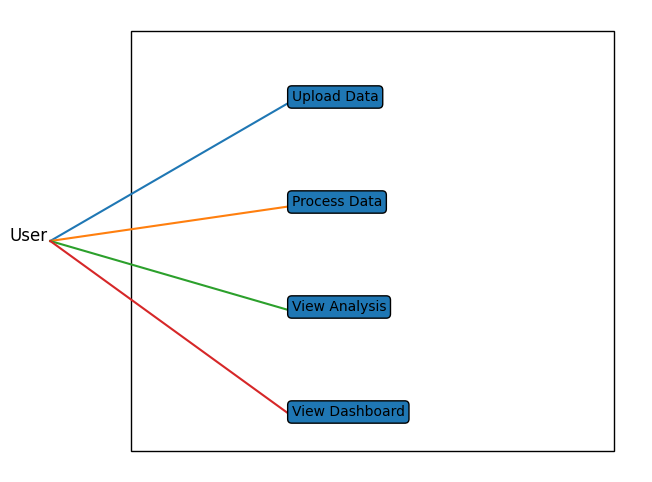 Upload Data
Process Data
User
View Analysis
View Dashboard